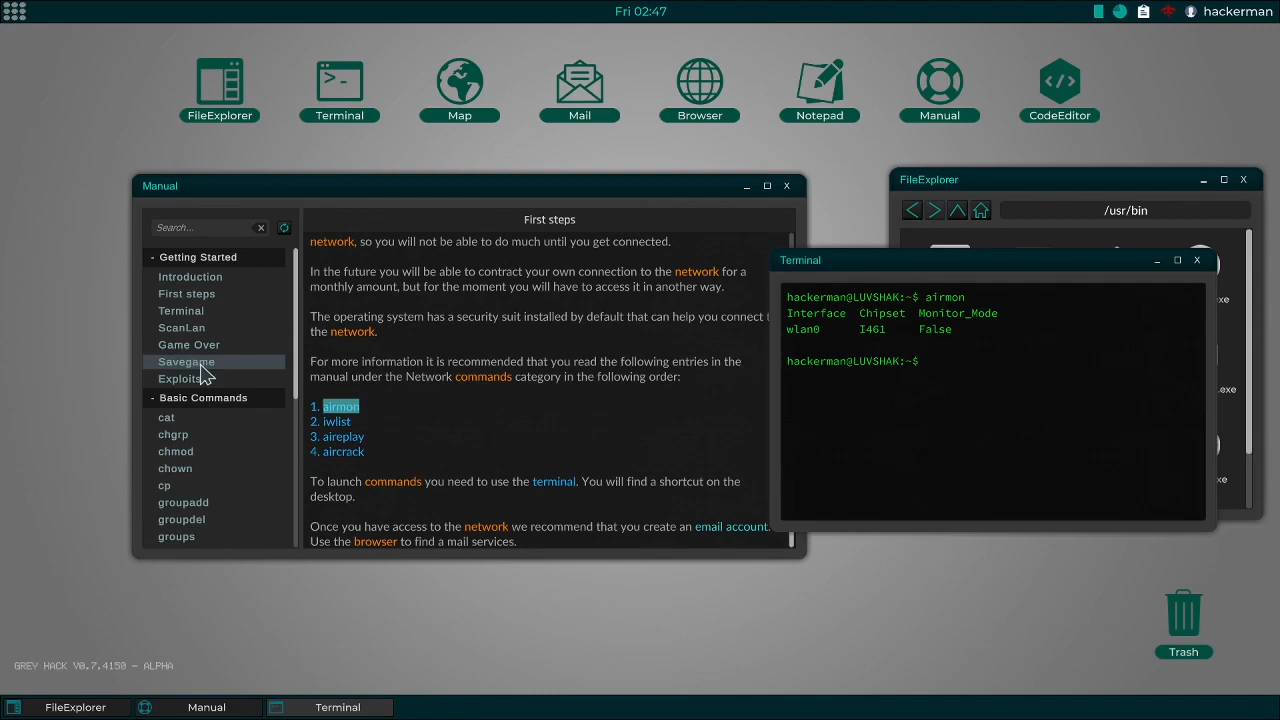 Fri 02:47
hackerman
FileExplorer
Terminal
Map
Mail
Browser
Notepad
Manual
CodeEditor
Manual
Search...
- Getting Started
Introduction
First steps
Terminal
ScanLan
Game Over
Savegame
Exploits
- Basic Commands
cat
chgrp
chmod
chown
cp
groupadd
groupdel
groups
First steps
network, so you will not be able to do much until you get connected.
In the future you will be able to contract your own connection to the network for a
monthly amount, but for the moment you will have to access it in another way.
The operating system has a security suit installed by default that can help you connect t
the network.
For more information it is recommended that you read the following entries in the
manual under the Network commands category in the following order:
1. airmon
2. iwlist
3. aireplay
4. aircrack
To launch commands you need to use the terminal. You will find a shortcut on the
desktop.
Once you have access to the network we recommend that you create an email account.
Use the browser to find a mail services.
FileExplorer
/usr/bin
xe
.exe
xe
Terminal
hackerman@LUVSHAK:~$ airmon
Interface Chipset Monitor_Mode
wlan0 I461 False
hackerman@LUVSHAK:~$
Trash
GREY HACK V0.7.4150 - ALPHA
FileExplorer
Manual
Terminal